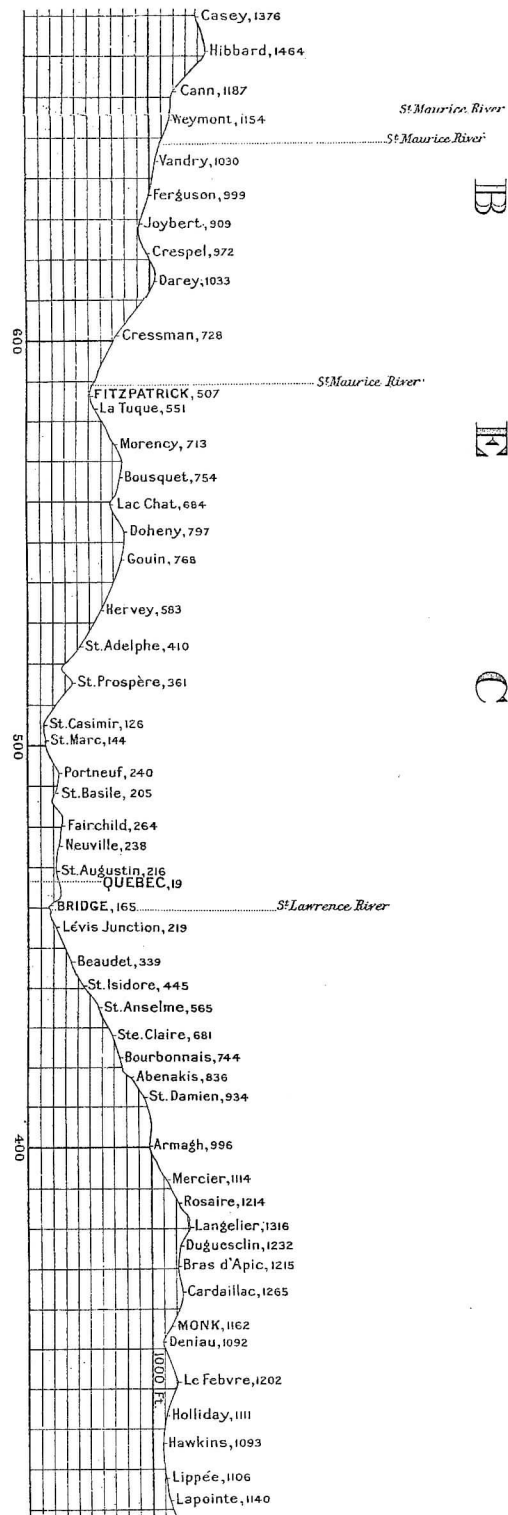 Casey, 1376
Hibbard, 1464
Cann, 1187
St. Maurice River
Weymont, 1154
St. Maurice River
Vandry, 1030
B
Ferguson, 999
Joybert, 909
Crespel, 972
Darey, 1033
Cressman, 728
600
St. Maurice River
FITZPATRICK, 507
La Tuque, 551
E
Morency, 713
Bousquet, 754
Lac Chat, 684
Doheny, 797
Gouin, 768
Hervey, 583
St. Adelphe, 410
St. Prospère, 361
C
St. Casimir, 126
St. Marc, 144
500
Portneuf, 240
St. Basile, 205
Fairchild, 264
Neuville, 238
St. Augustin, 216
QUEBEC, 19
BRIDGE, 165
St. Lawrence River
Lévis Junction, 219
Beaudet, 339
St. Isidore, 445
St. Anselme, 565
Ste. Claire, 681
Bourbonnais, 744
Abenakis, 836
St. Damien, 934
400
Armagh, 996
Mercier, 1114
Rosaire, 1214
Langelier, 1316
Duguesclin, 1232
Bras d'Apic, 1215
Cardaillac, 1265
MONK, 1162
Deniau, 1092
1000 Ft.
Le Febvre, 1202
Holliday, 1111
Hawkins, 1093
Lippée, 1106
Lapointe, 1140